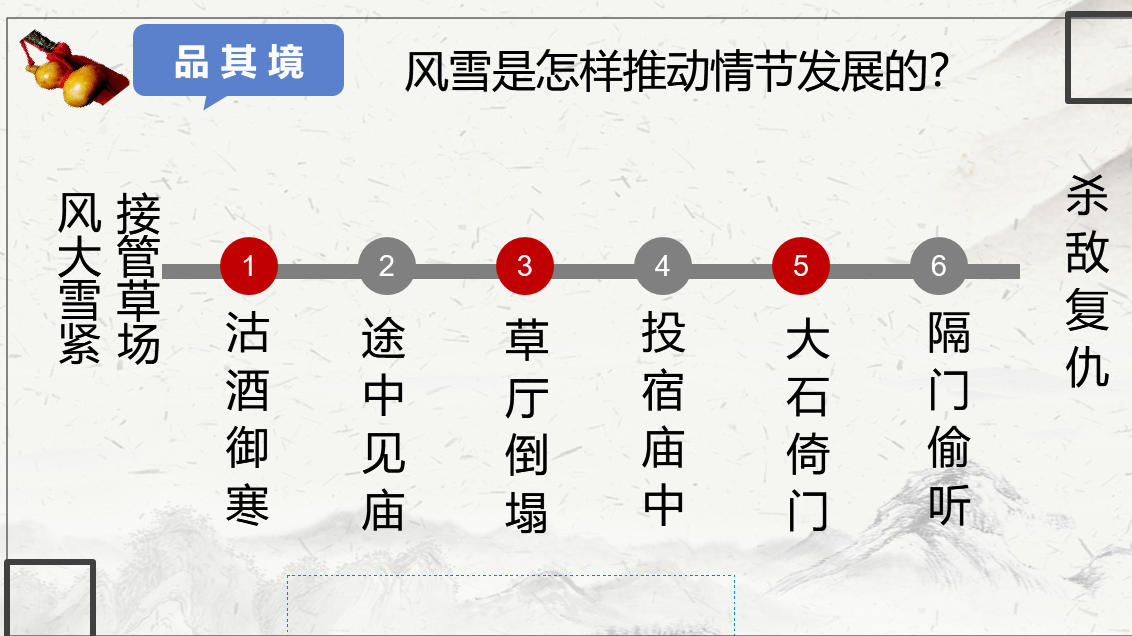 品其境
风雪是怎样推动情节发展的?
风大雪紧
接管草场
1
沽酒御寒
2
途中见庙
3
草厅倒塌
4
投宿庙中
5
大石倚门
6
隔门偷听
杀敌复仇